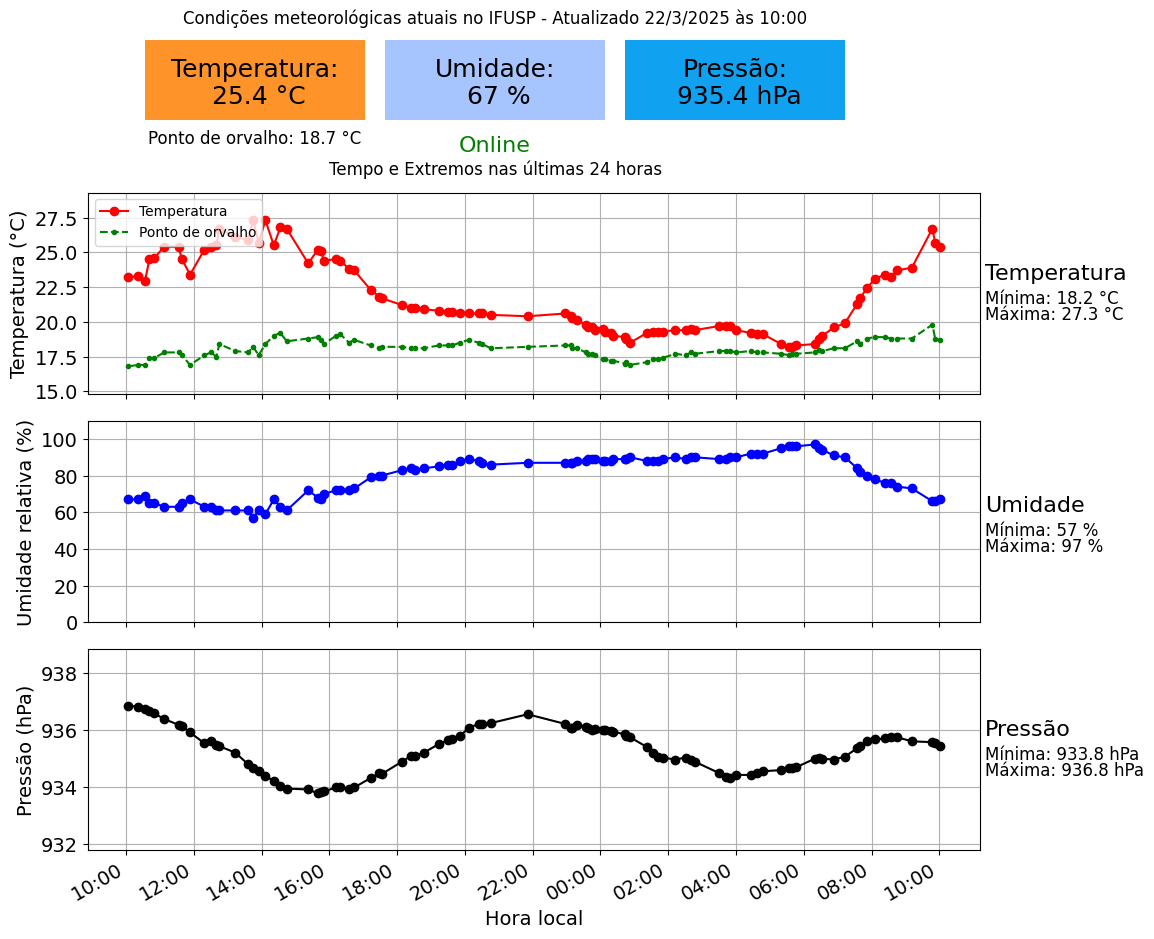 Condições meteorológicas atuais no IFUSP - Atualizado 22/3/2025 às 10:00
Temperatura:
25.4 °C
Umidade:
67 %
Pressão:
935.4 hPa
Ponto de orvalho: 18.7 °C
Online
Tempo e Extremos nas últimas 24 horas
Temperatura (°C)
27.5
25.0
22.5
20.0
17.5
15.0
Temperatura
Ponto de orvalho
Temperatura
Mínima: 18.2 °C
Máxima: 27.3 °C
Umidade relativa (%)
100
80
60
40
20
0
Umidade
Mínima: 57 %
Máxima: 97 %
Pressão (hPa)
938
936
934
932
Pressão
Mínima: 933.8 hPa
Máxima: 936.8 hPa
10:00 12:00 14:00 16:00 18:00 20:00 22:00 00:00 02:00 04:00 06:00 08:00 10:00
Hora local